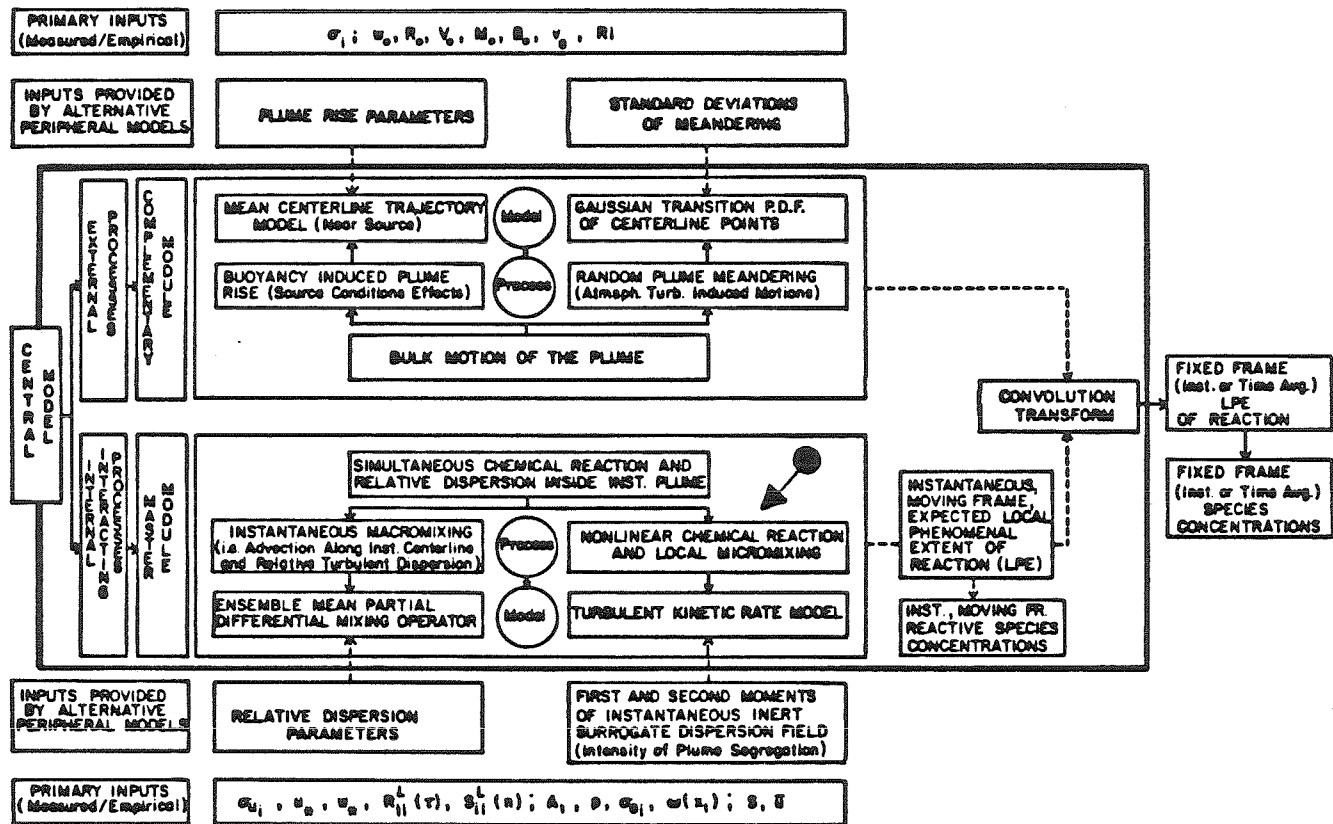 PRIMARY INPUTS
(Measured/Empirical)
INPUTS PROVIDED
BY ALTERNATIVE
PERIPHERAL MODELS
PLUME RISE PARAMETERS
STANDARD DEVIATIONS
OF MEANDERING
CENTRAL
MODEL
EXTERNAL
PROCESSES
COMPLEMENTARY
MODULE
MEAN CENTERLINE TRAJECTORY
MODEL (Near Source)
Model
GAUSSIAN TRANSITION P.D.F.
OF CENTERLINE POINTS
BUOYANCY INDUCED PLUME
RISE (Source Conditions Effects)
Process
RANDOM PLUME MEANDERING
(Atmsph. Turb. Induced Motions)
BULK MOTION OF THE PLUME
CONVOLUTION
TRANSFORM
FIXED FRAME
(Inst. or Time Avg.)
LPE
OF REACTION
FIXED FRAME
(Inst. or Time Avg.)
SPECIES
CONCENTRATIONS
INTERNAL
INTERACTING
PROCESSES
MASTER
MODULE
SIMULTANEOUS CHEMICAL REACTION AND
RELATIVE DISPERSION INSIDE INST. PLUME
INSTANTANEOUS MACROMIXING
(i.e. Advection Along Inst. Centerline
and Relative Turbulent Dispersion)
Process
NONLINEAR CHEMICAL REACTION
AND LOCAL MICROMIXING
ENSEMBLE MEAN PARTIAL
DIFFERENTIAL MIXING OPERATOR
Model
TURBULENT KINETIC RATE MODEL
INSTANTANEOUS,
MOVING FRAME,
EXPECTED LOCAL
PHENOMENAL
EXTENT OF
REACTION (LPE)
INST., MOVING FR.
REACTIVE SPECIES
CONCENTRATIONS
INPUTS PROVIDED
BY ALTERNATIVE
PERIPHERAL MODELS
RELATIVE DISPERSION
PARAMETERS
FIRST AND SECOND MOMENTS
OF INSTANTANEOUS INERT
SURROGATE DISPERSION FIELD
(Intensity of Plume Segregation)
PRIMARY INPUTS
(Measured/Empirical)